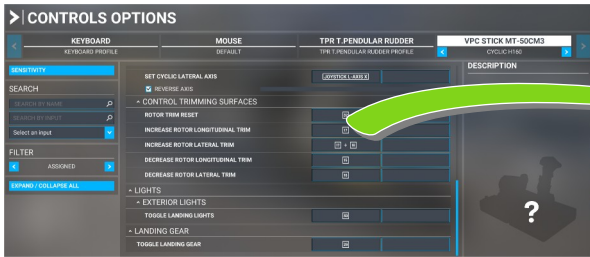 CONTROLS OPTIONS
KEYBOARD
KEYBOARD PROFILE
MOUSE
DEFAULT
TPR T.PENDULAR RUDDER
TPR T.PENDULAR RUDDER PROFILE
VPC STICK MT-50CM3
CYCLIC H160
SENSITIVITY
SEARCH
SEARCH BY NAME
SEARCH BY INPUT
Select an input
FILTER
ASSIGNED
EXPAND / COLLAPSE ALL
SET CYCLIC LATERAL AXIS
JOYSTICK L-AXIS X
REVERSE AXIS
CONTROL TRIMMING SURFACES
ROTOR TRIM RESET
INCREASE ROTOR LONGITUDINAL TRIM
INCREASE ROTOR LATERAL TRIM
+
DECREASE ROTOR LONGITUDINAL TRIM
DECREASE ROTOR LATERAL TRIM
LIGHTS
EXTERIOR LIGHTS
TOGGLE LANDING LIGHTS
LANDING GEAR
TOGGLE LANDING GEAR
DESCRIPTION
?